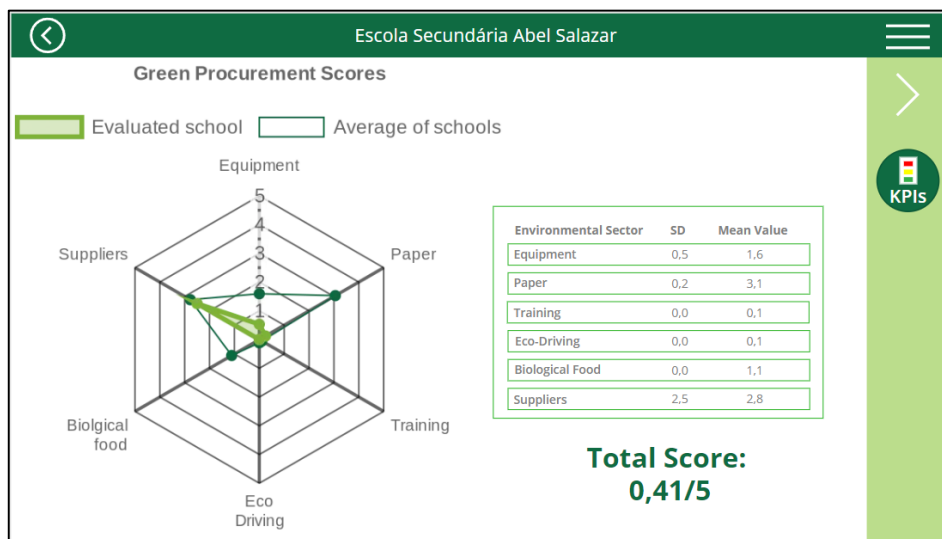 Escola Secundária Abel Salazar
Green Procurement Scores
Evaluated school Average of schools
Equipment
5
4
3
2
1
Suppliers
Paper
Biolgical
food
Training
Eco
Driving
Environmental Sector SD Mean Value
Equipment 0,5 1,6
Paper 0,2 3,1
Training 0,0 0,1
Eco-Driving 0,0 0,1
Biological Food 0,0 1,1
Suppliers 2,5 2,8
Total Score:
0,41/5
KPIs